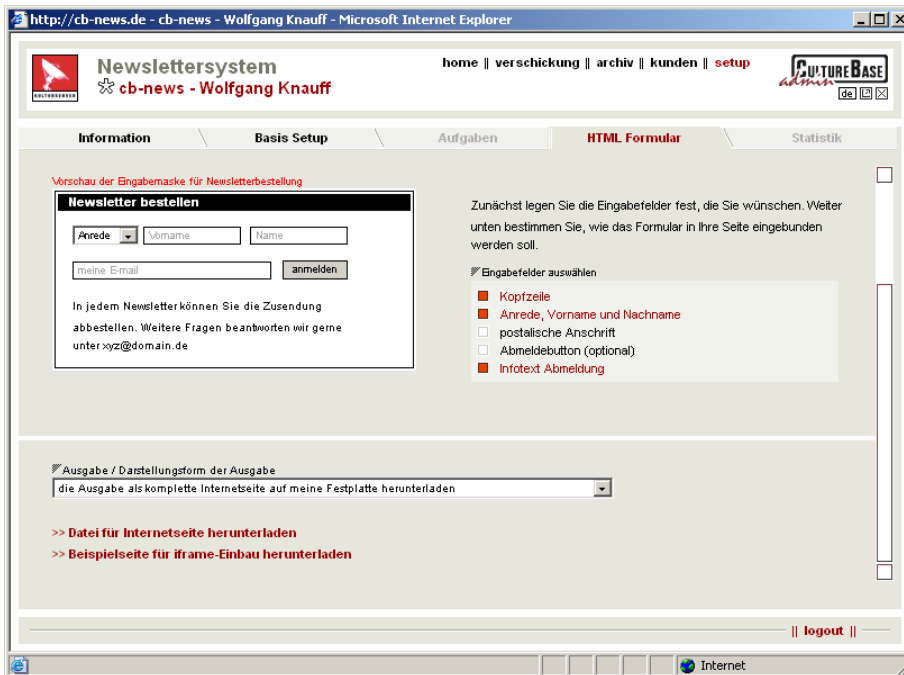 http://cb-news.de - cb-news - Wolfgang Knauff - Microsoft Internet Explorer
KULTURSERVER
Newslettersystem
cb-news - Wolfgang Knauff
home || verschickung || archiv || kunden || setup
CULTUREBASE
admin
de
Information
Basis Setup
Aufgaben
HTML Formular
Statistik
Vorschau der Eingabemaske für Newsletterbestellung
Newsletter bestellen
Anrede
Vorname
Name
meine E-mail
anmelden
In jedem Newsletter können Sie die Zusendung
abbestellen. Weitere Fragen beantworten wir gerne
unter xyz@domain.de
Zunächst legen Sie die Eingabefelder fest, die Sie wünschen. Weiter
unten bestimmen Sie, wie das Formular in Ihre Seite eingebunden
werden soll.
Eingabefelder auswählen
Kopfzeile
Anrede, Vorname und Nachname
postalische Anschrift
Abmeldebutton (optional)
Infotext Abmeldung
Ausgabe / Darstellungsform der Ausgabe
die Ausgabe als komplette Internetseite auf meine Festplatte herunterladen
>> Datei für Internetseite herunterladen
>> Beispielseite für iframe-Einbau herunterladen
|| logout ||
Internet